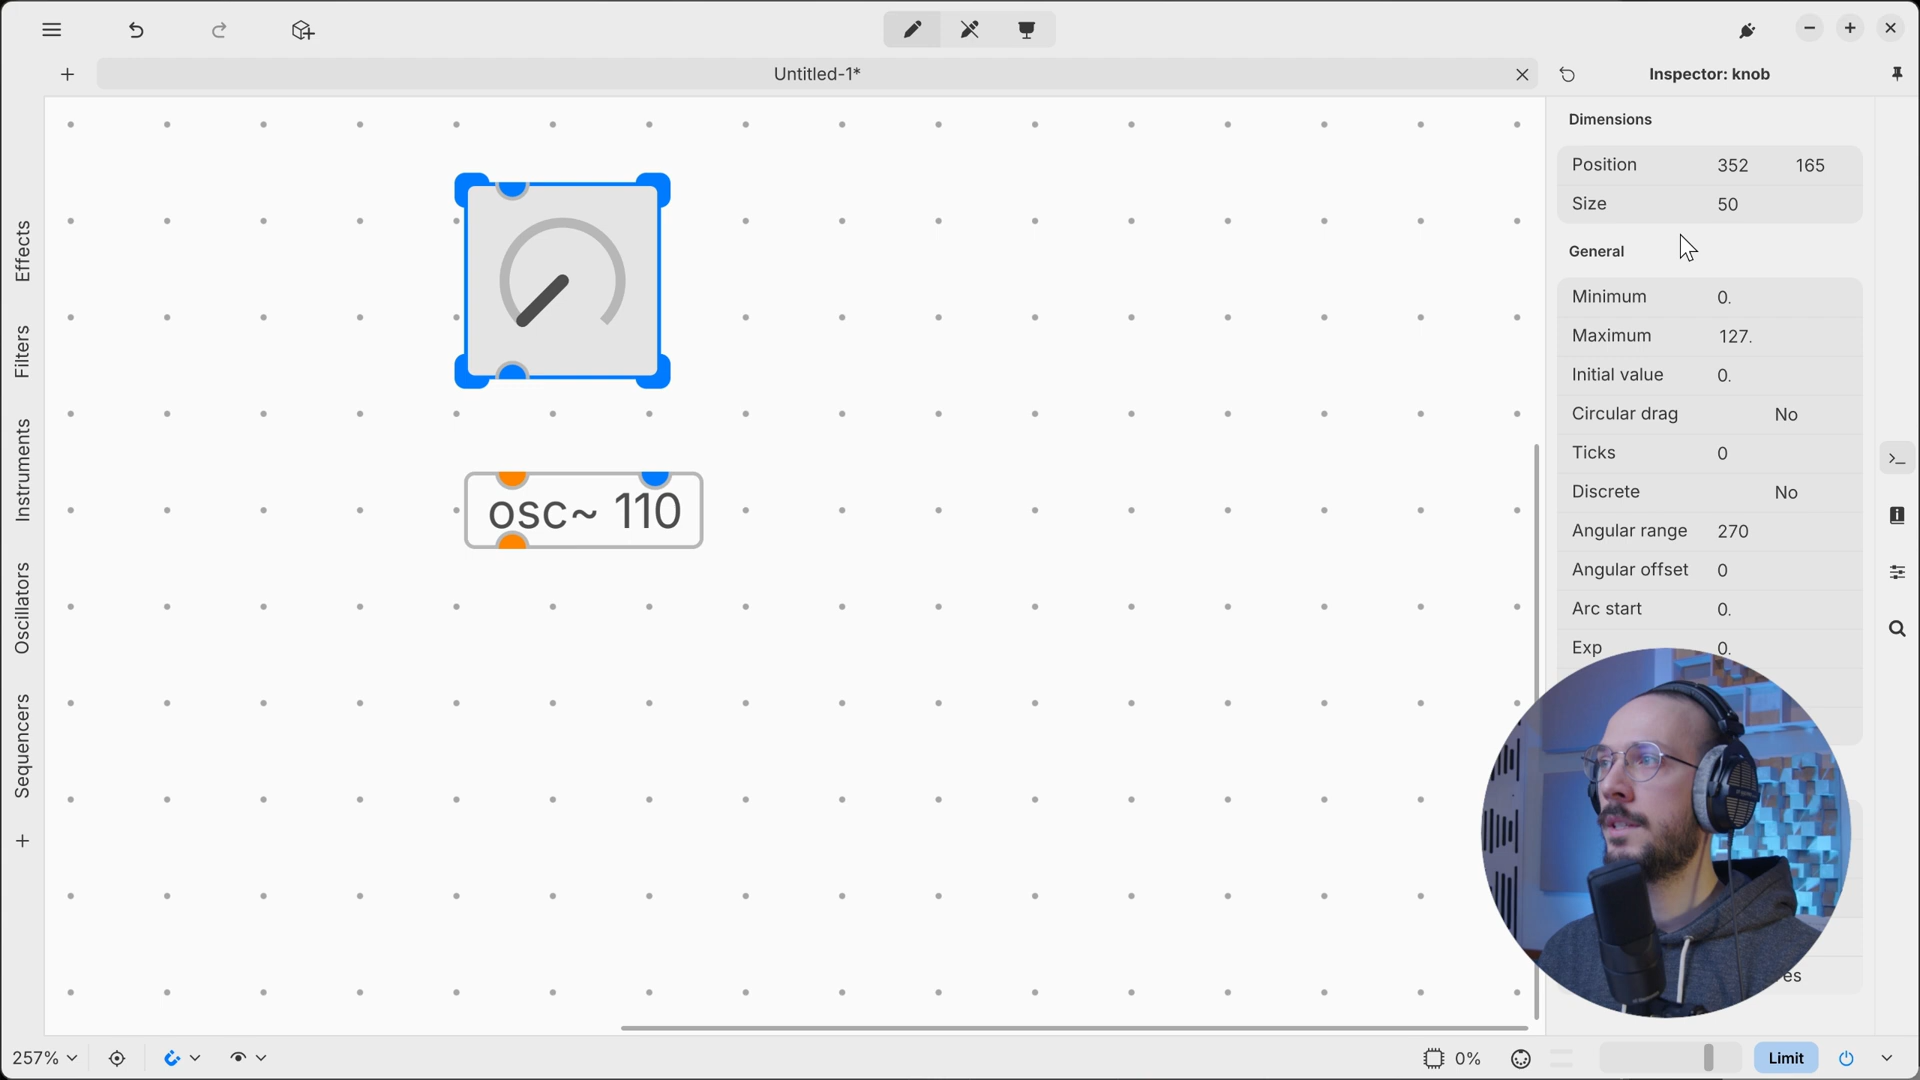 Untitled-1*
Inspector: knob
Dimensions
Position 352 165
Size 50
General
Minimum 0.
Maximum 127.
Initial value 0.
Circular drag No
Ticks 0
Discrete No
Angular range 270
Angular offset 0
Arc start 0.
Exp 0.
osc~ 110
Effects
Filters
Instruments
Oscillators
Sequencers
257%
0%
Limit